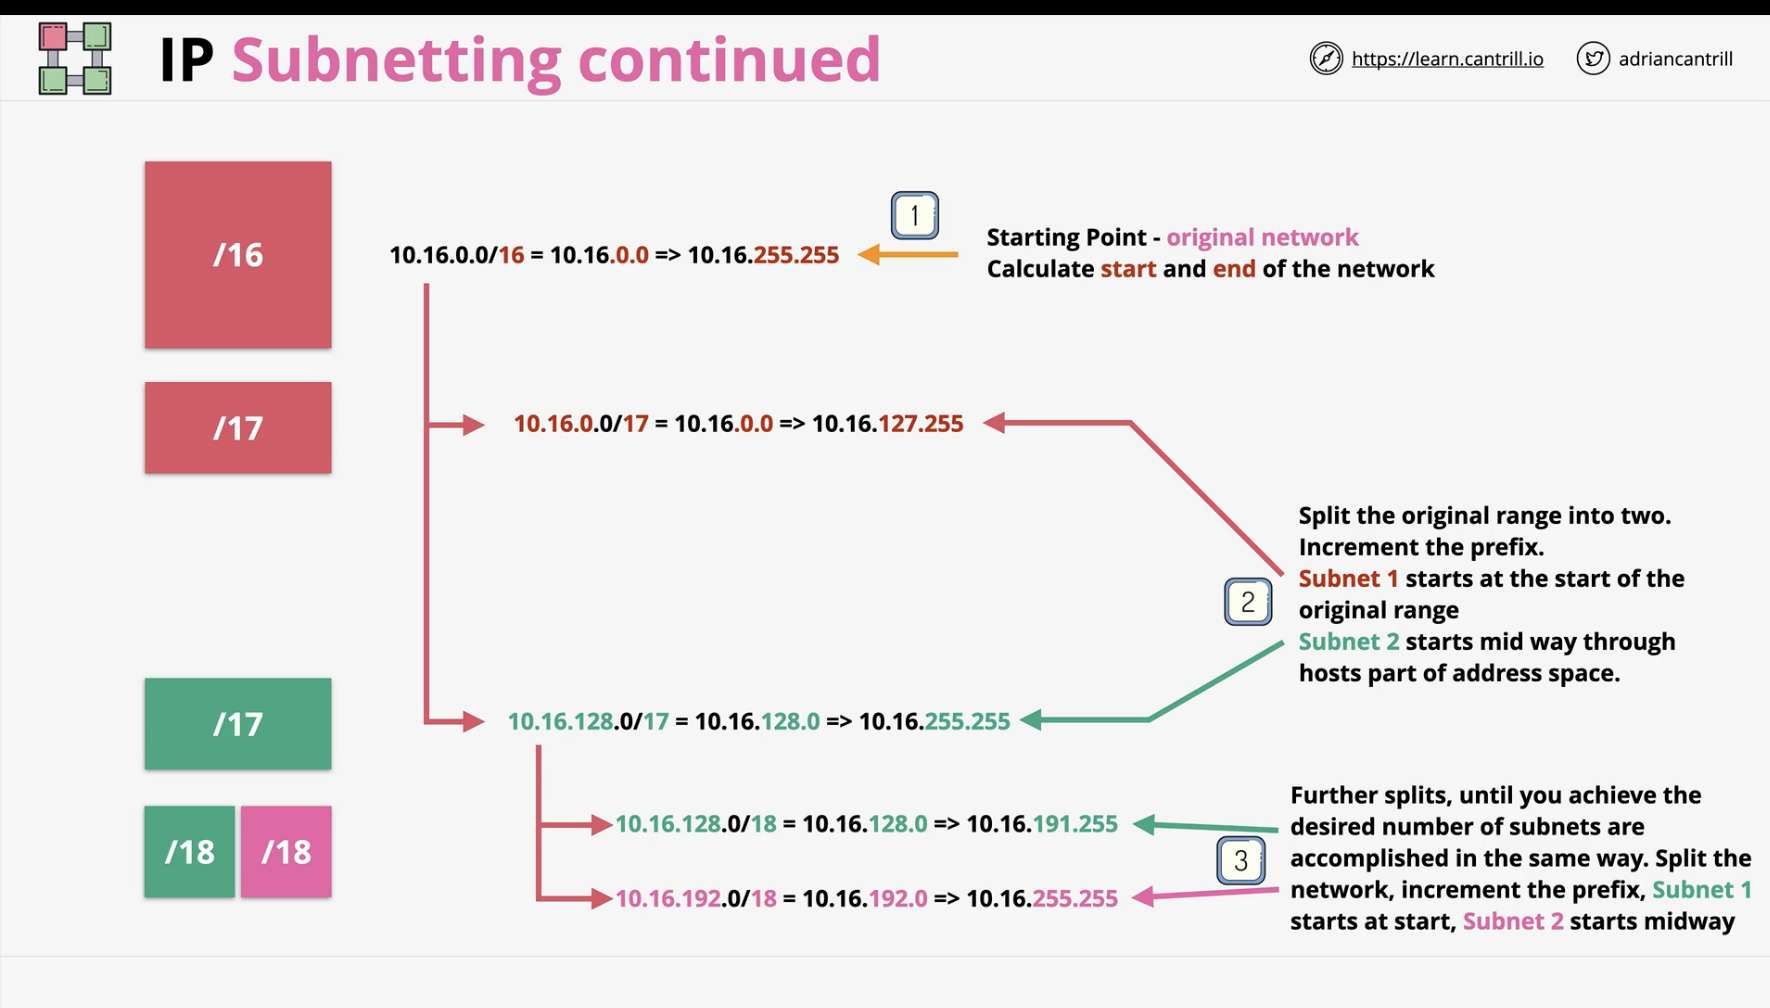 IP Subnetting continued
https://learn.cantrill.io
adriancantrill
/16
10.16.0.0/16 = 10.16.0.0 => 10.16.255.255
1
Starting Point - original network
Calculate start and end of the network
/17
10.16.0.0/17 = 10.16.0.0 => 10.16.127.255
Split the original range into two.
Increment the prefix.
Subnet 1 starts at the start of the
original range
2
Subnet 2 starts mid way through
hosts part of address space.
/17
10.16.128.0/17 = 10.16.128.0 => 10.16.255.255
/18
/18
10.16.128.0/18 = 10.16.128.0 => 10.16.191.255
10.16.192.0/18 = 10.16.192.0 => 10.16.255.255
3
Further splits, until you achieve the
desired number of subnets are
accomplished in the same way. Split the
network, increment the prefix, Subnet 1
starts at start, Subnet 2 starts midway